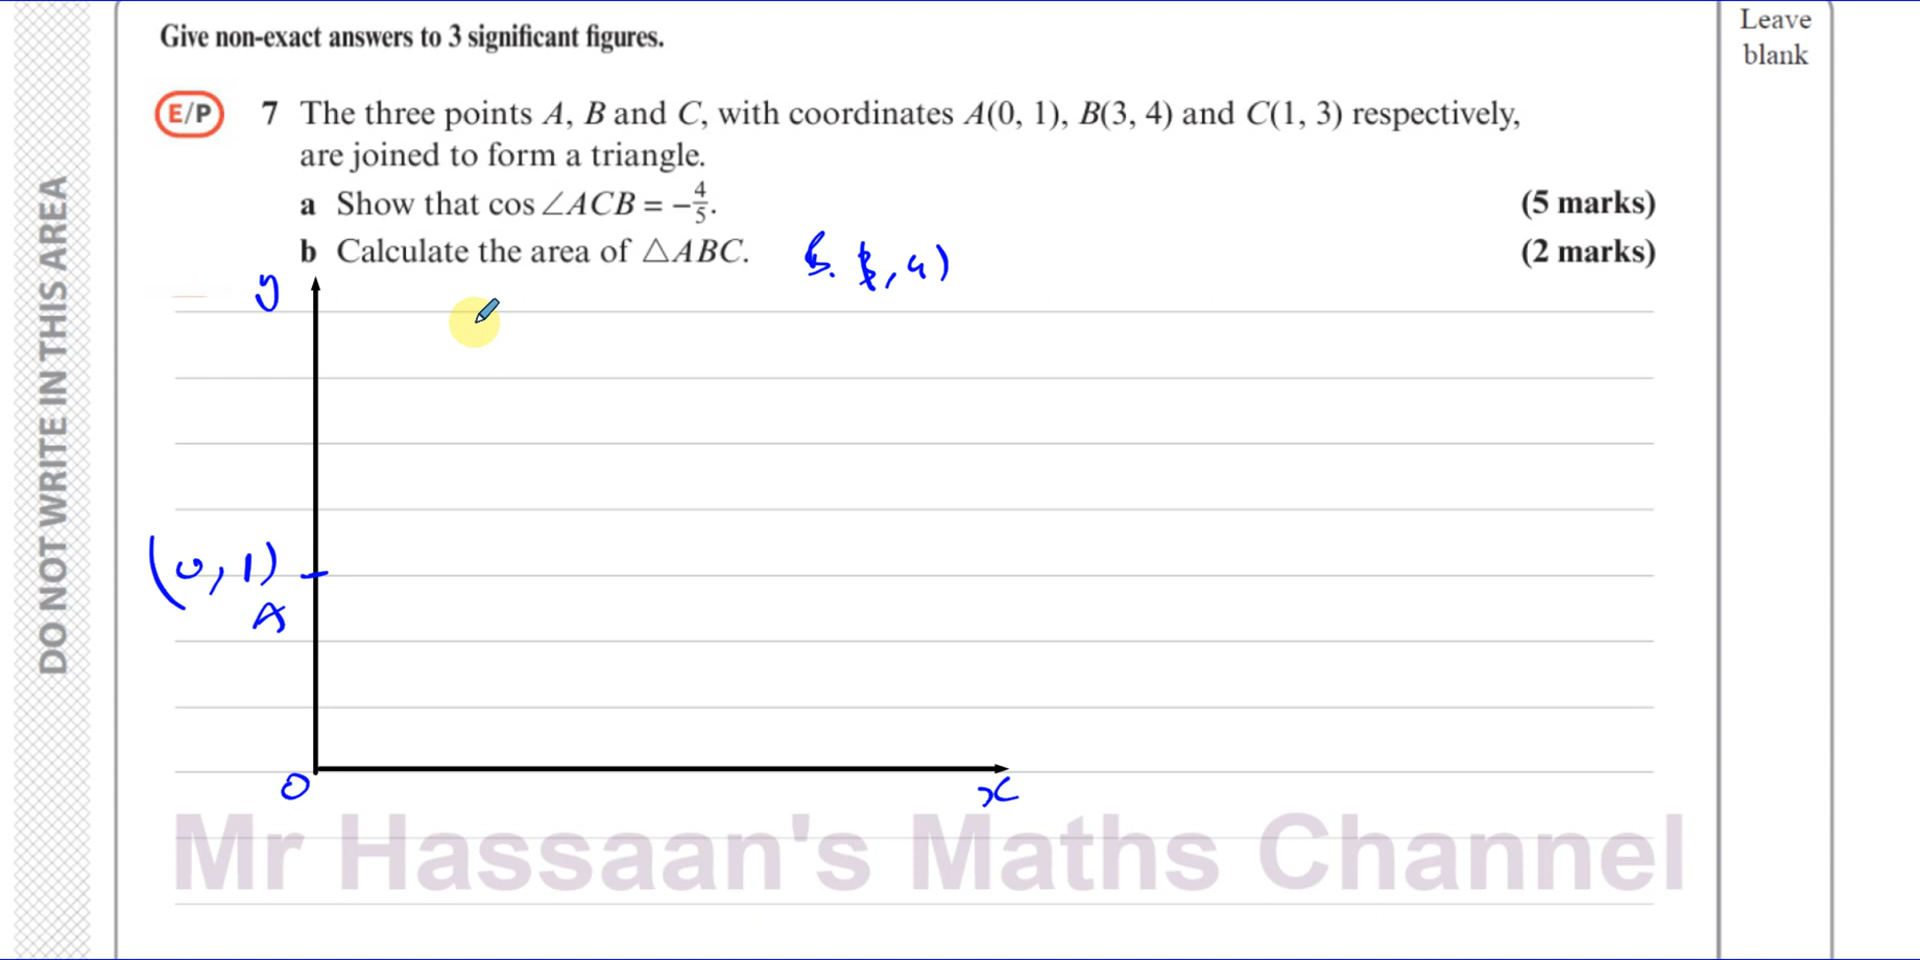 Give non-exact answers to 3 significant figures.
Leave
blank
E/P 7 The three points A, B and C, with coordinates A(0, 1), B(3, 4) and C(1, 3) respectively,
are joined to form a triangle.
a Show that cos ∠ACB = −4/5. (5 marks)
b Calculate the area of △ABC. (2 marks)
y
(0, 1)
A
O
x
DO NOT WRITE IN THIS AREA
Mr Hassaan's Maths Channel